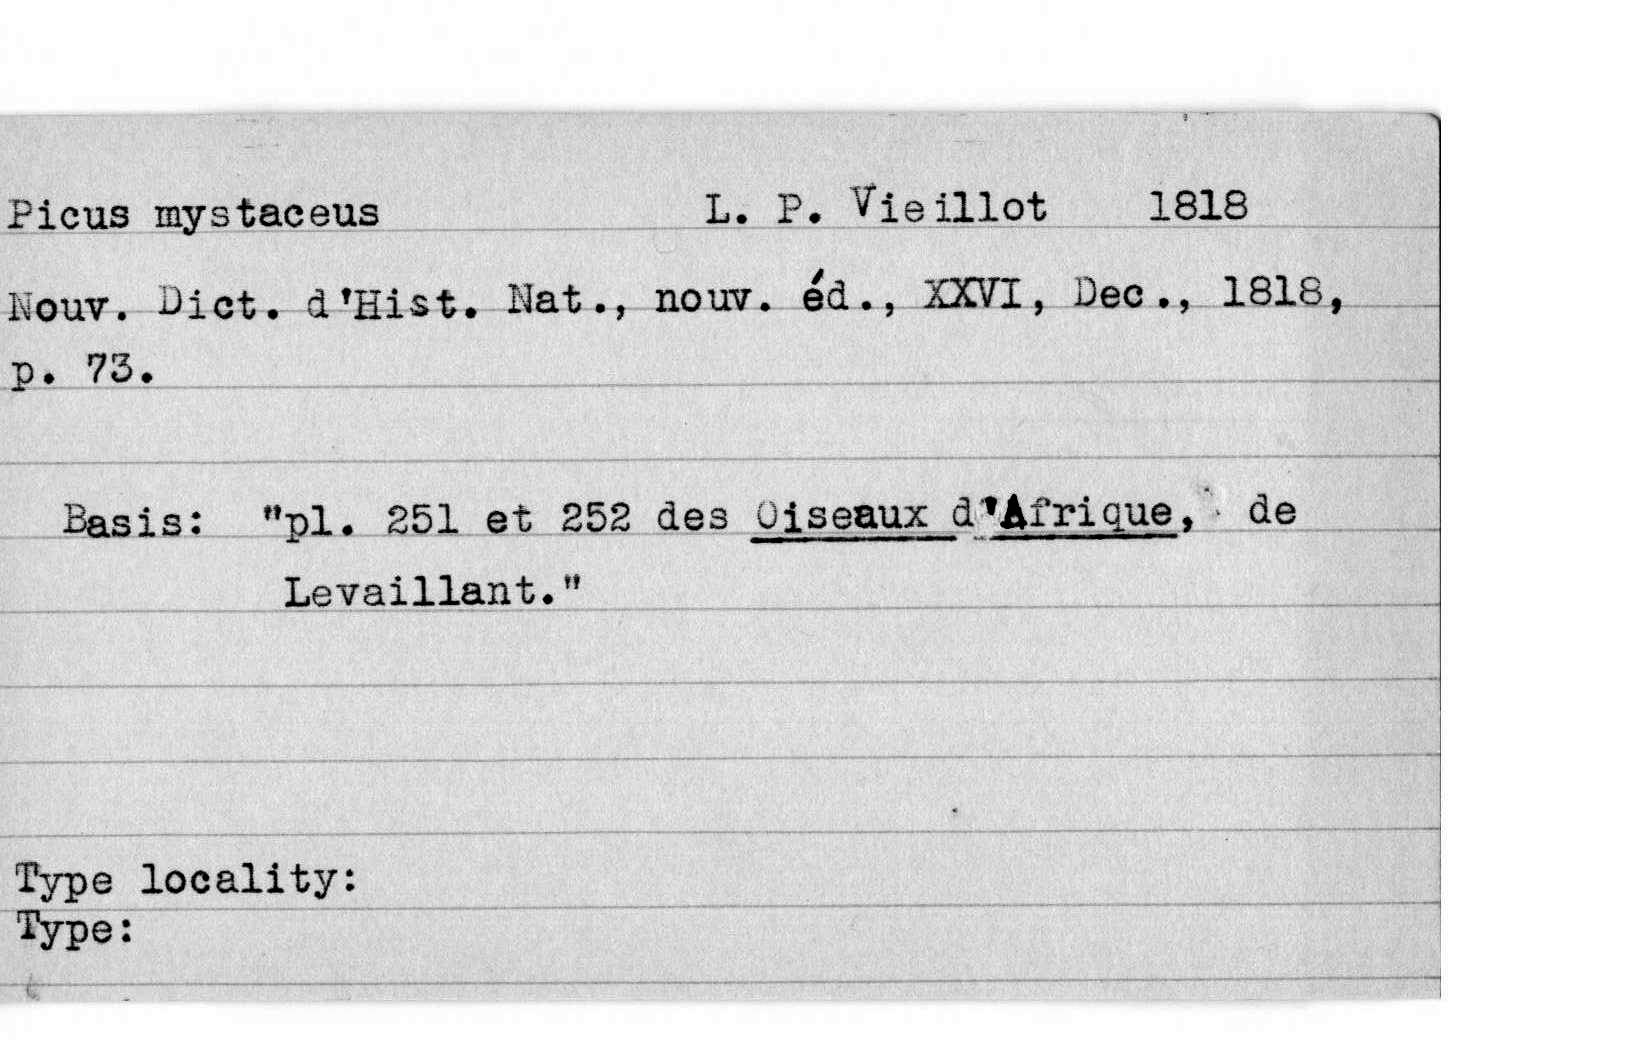 Picus mystaceus L. P. Vieillot 1818
Nouv. Dict. d'Hist. Nat., nouv. éd., XXVI, Dec., 1818,
p. 73.
Basis: "pl. 251 et 252 des Oiseaux d'Afrique, de
Levaillant."
Type locality:
Type: